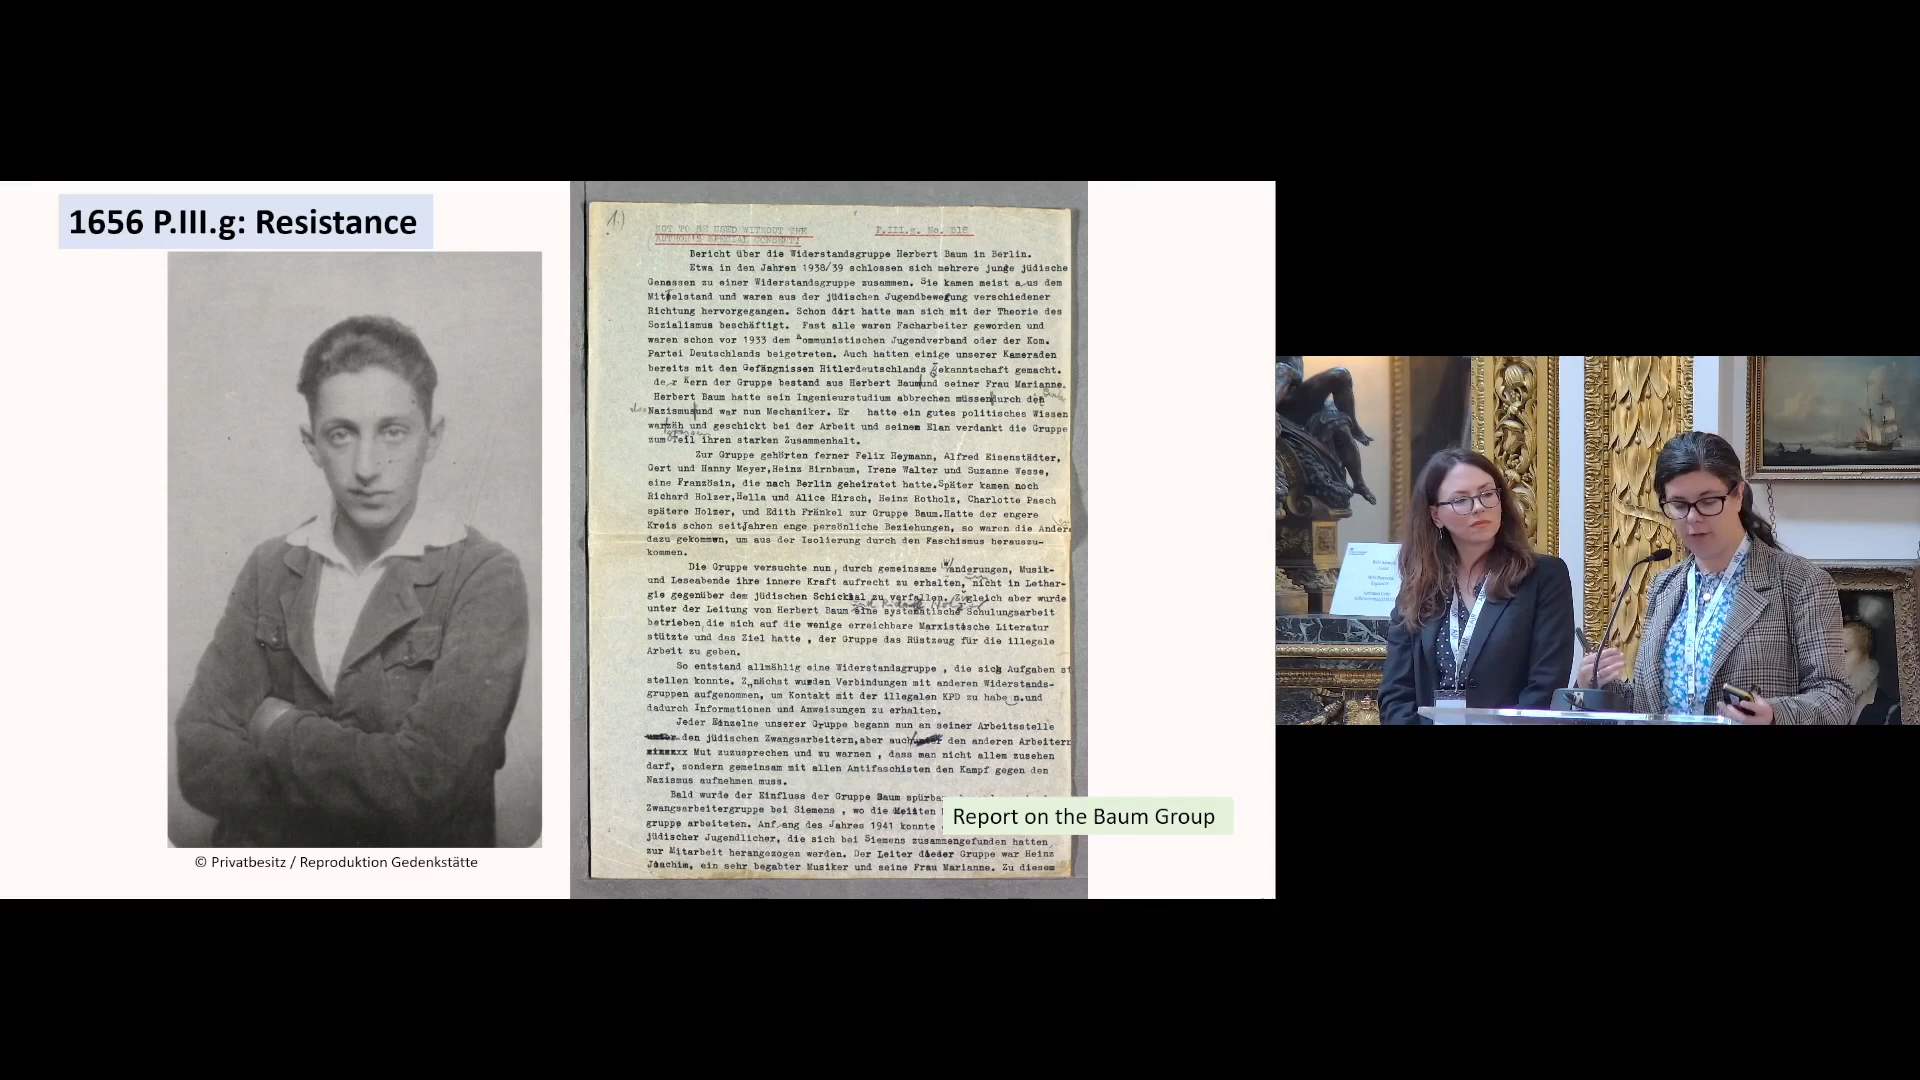 1656 P.III.g: Resistance
© Privatbesitz / Reproduktion Gedenkstätte
1.)
NOT TO BE USED WITHOUT THE
AUTHOR'S SPECIAL CONSENT!
P.III.g. No. 518
Bericht über die Widerstandsgruppe Herbert Baum in Berlin.
Etwa in den Jahren 1938/39 schlossen sich mehrere junge jüdische
Genossen zu einer Widerstandsgruppe zusammen. Sie kamen meist aus dem
Mittelstand und waren aus der jüdischen Jugendbewegung verschiedener
Richtung hervorgegangen. Schon dort hatte man sich mit der Theorie des
Sozialismus beschäftigt. Fast alle waren Facharbeiter geworden und
waren schon vor 1933 dem Kommunistischen Jugendverband oder der Kom.
Partei Deutschlands beigetreten. Auch hatten einige unserer Kameraden
bereits mit den Gefängnissen Hitlerdeutschlands Bekanntschaft gemacht.
der Kern der Gruppe bestand aus Herbert Baum und seiner Frau Marianne.
Herbert Baum hatte sein Ingenieurstudium abbrechen müssen durch den
Nazismus und war nun Mechaniker. Er hatte ein gutes politisches Wissen
war zäh und geschickt bei der Arbeit und seinem Elan verdankt die Gruppe
zum Teil ihren starken Zusammenhalt.
Zur Gruppe gehörten ferner Felix Heymann, Alfred Eisenstädter,
Gert und Hanny Meyer,Heinz Birnbaum, Irene Walter und Suzanne Wesse,
eine Französin, die nach Berlin geheiratet hatte.Später kamen noch
Richard Holzer,Hella und Alice Hirsch, Heinz Rotholz, Charlotte Paech
spätere Holzer, und Edith Fränkel zur Gruppe Baum.Hatte der engere
Kreis schon seit Jahren enge persönliche Beziehungen, so waren die Andere
dazu gekommen, um aus der Isolierung durch den Faschismus herauszu-
kommen.
Die Gruppe versuchte nun, durch gemeinsame Wanderungen, Musik-
und Leseabende ihre innere Kraft aufrecht zu erhalten, nicht in Lethar-
gie gegenüber dem jüdischen Schicksal zu verfallen. Zugleich aber wurde
unter der Leitung von Herbert Baum und Richard Holzer eine systematische Schulungsarbeit
betrieben,die sich auf die wenige erreichbare Marxistische Literatur
stützte und das Ziel hatte , der Gruppe das Rüstzeug für die illegale
Arbeit zu geben.
So entstand allmählig eine Widerstandsgruppe , die sich Aufgaben
stellen konnte. Zunächst wurden Verbindungen mit anderen Widerstands-
gruppen aufgenommen, um Kontakt mit der illegalen KPD zu haben und
dadurch Informationen und Anweisungen zu erhalten.
Jeder Einzelne unserer Gruppe begann nun an seiner Arbeitsstelle
den jüdischen Zwangsarbeitern,aber auch den anderen Arbeitern
Mut zuzusprechen und zu warnen , dass man nicht allem zusehen
darf, sondern gemeinsam mit allen Antifaschisten den Kampf gegen den
Nazismus aufnehmen muss.
Bald wurde der Einfluss der Gruppe Baum
Zwangsarbeitergruppe bei Siemens , wo die Meisten
gruppe arbeiteten. Anfang des Jahres 1941 konnte
jüdischer Jugendlicher, die sich bei Siemens zusammengefunden hatten
zur Mitarbeit herangezogen werden. Der Leiter dieser Gruppe war Heinz
Joachim, ein sehr begabter Musiker und seine Frau Marianne. Zu diesem
Report on the Baum Group